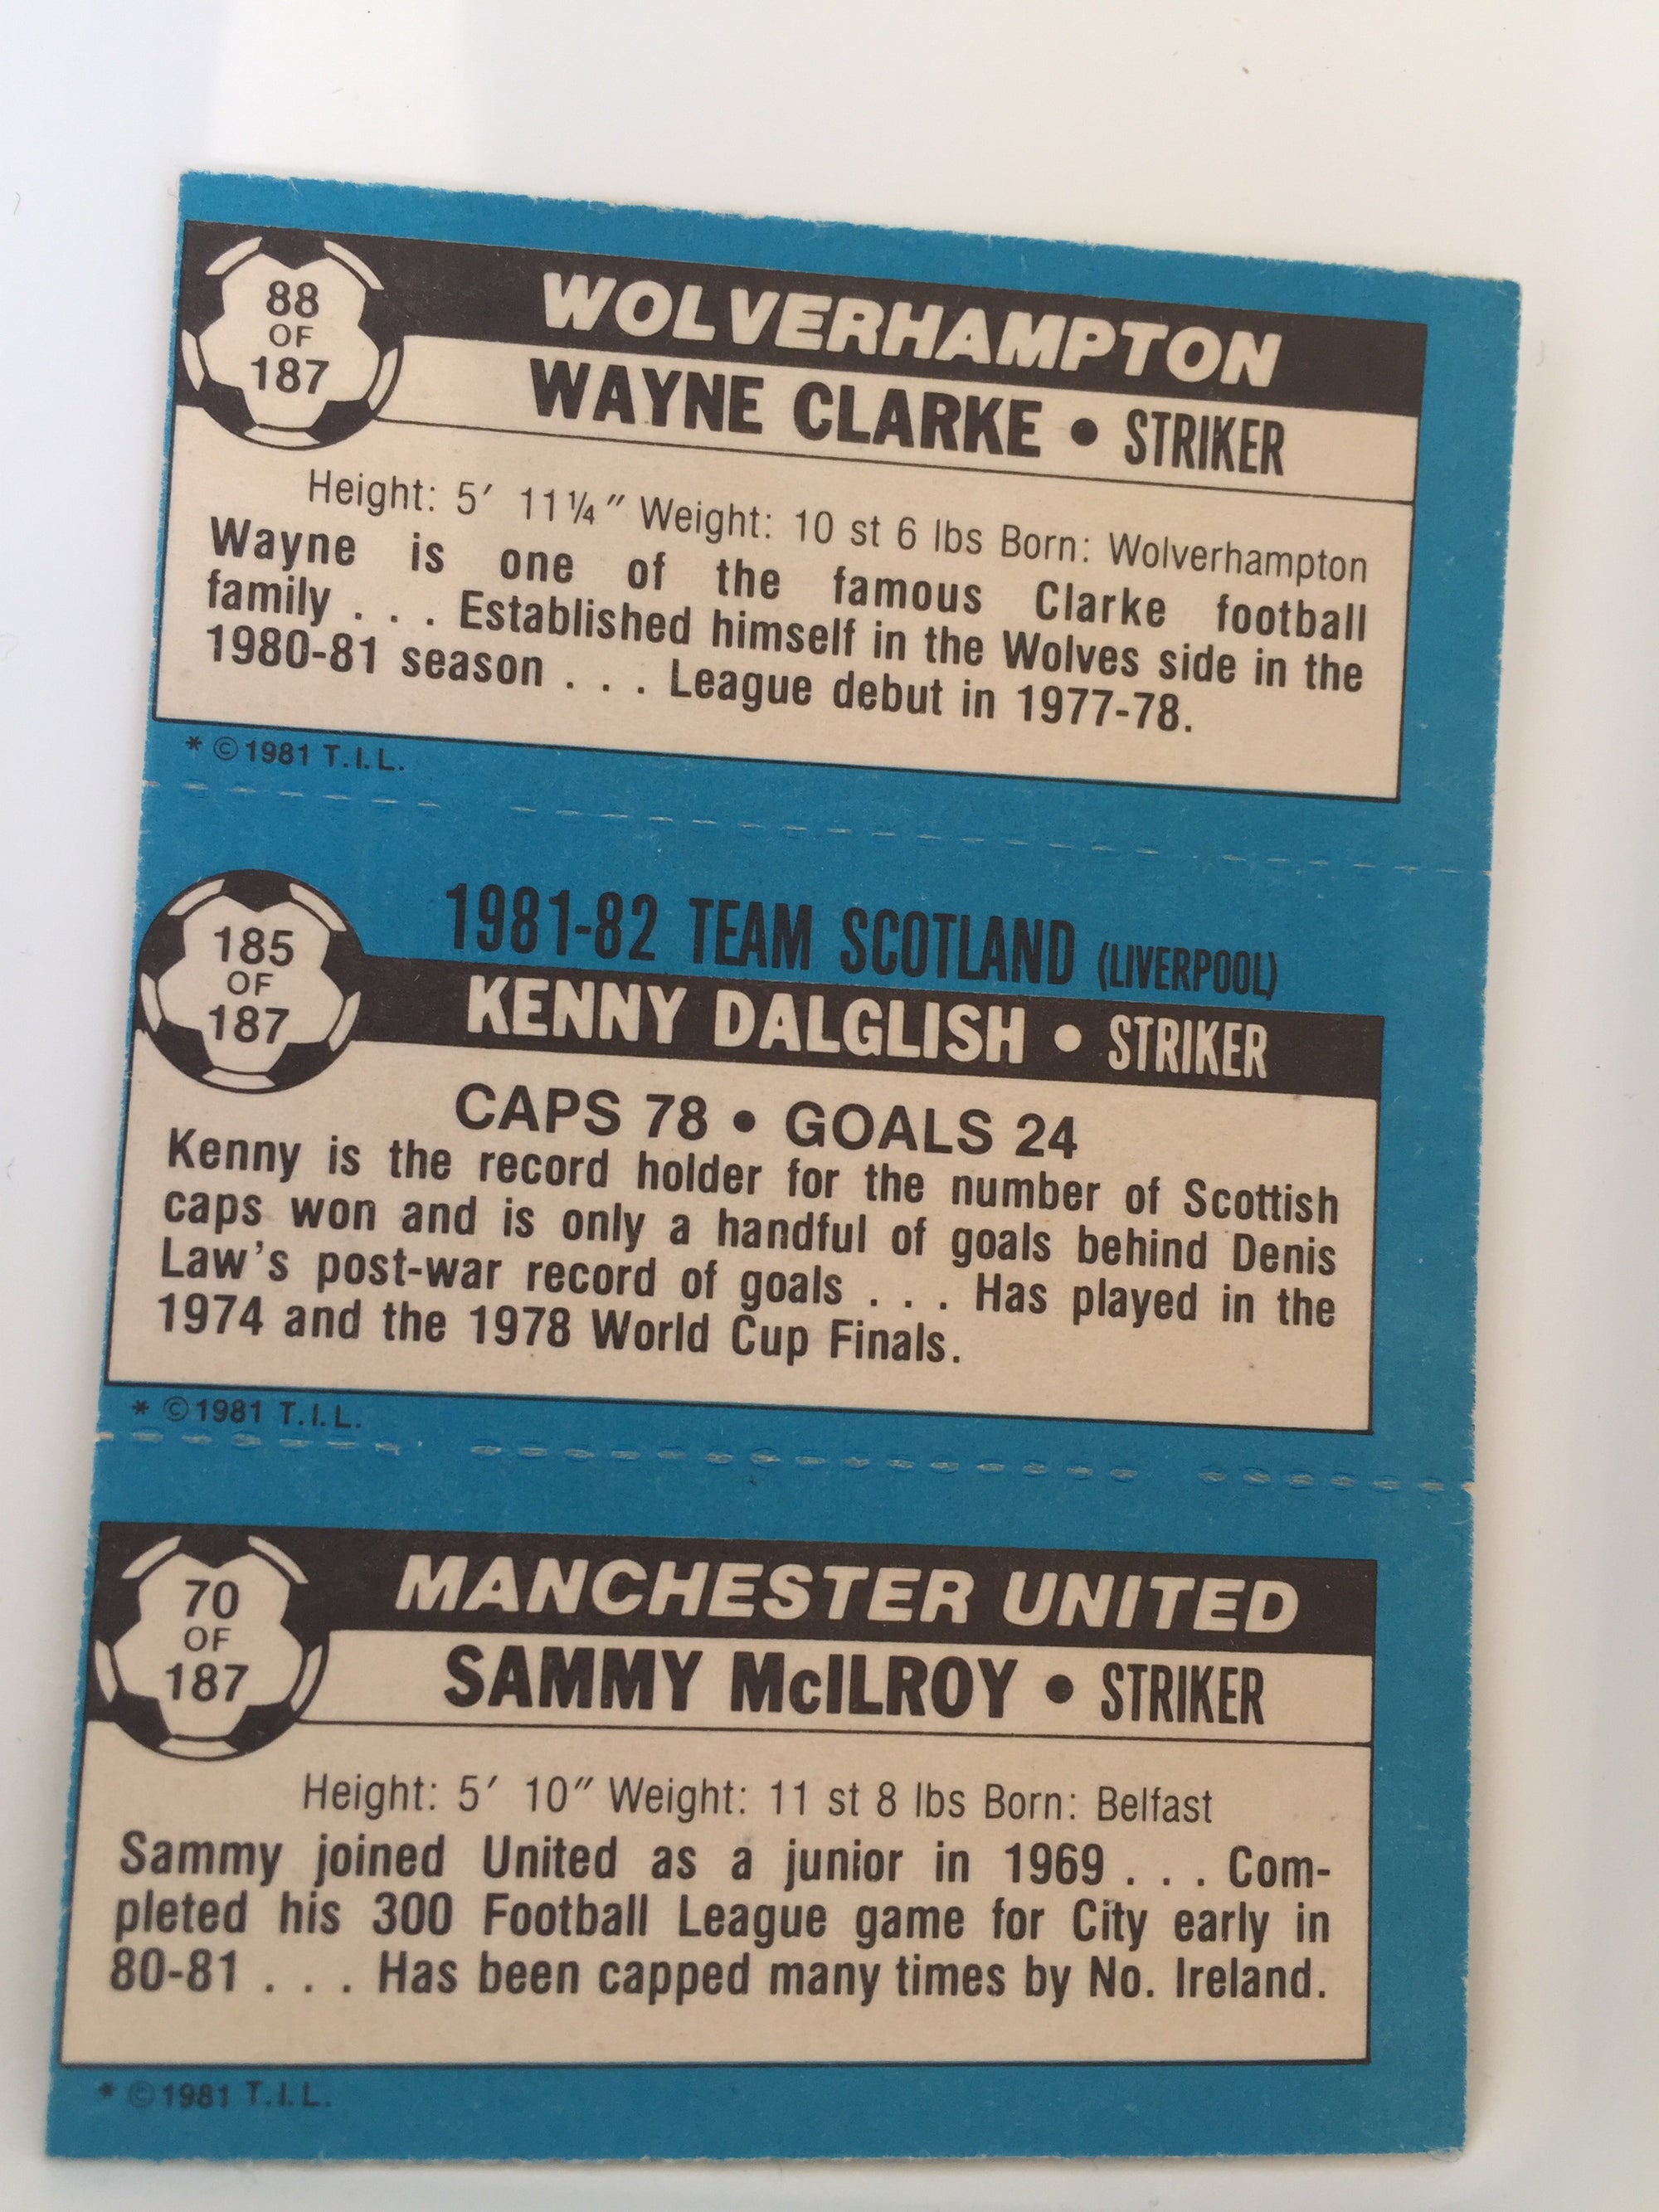 88
OF
187
WOLVERHAMPTON
WAYNE CLARKE • STRIKER
Height: 5′ 11¼″ Weight: 10 st 6 lbs Born: Wolverhampton
Wayne is one of the famous Clarke football
family . . . Established himself in the Wolves side in the
1980-81 season . . . League debut in 1977-78.
* ©1981 T.I.L.
185
OF
187
1981-82 TEAM SCOTLAND (LIVERPOOL)
KENNY DALGLISH • STRIKER
CAPS 78 • GOALS 24
Kenny is the record holder for the number of Scottish
caps won and is only a handful of goals behind Denis
Law's post-war record of goals . . . Has played in the
1974 and the 1978 World Cup Finals.
* ©1981 T.I.L.
70
OF
187
MANCHESTER UNITED
SAMMY McILROY • STRIKER
Height: 5′ 10″ Weight: 11 st 8 lbs Born: Belfast
Sammy joined United as a junior in 1969 . . . Com-
pleted his 300 Football League game for City early in
80-81 . . . Has been capped many times by No. Ireland.
* ©1981 T.I.L.